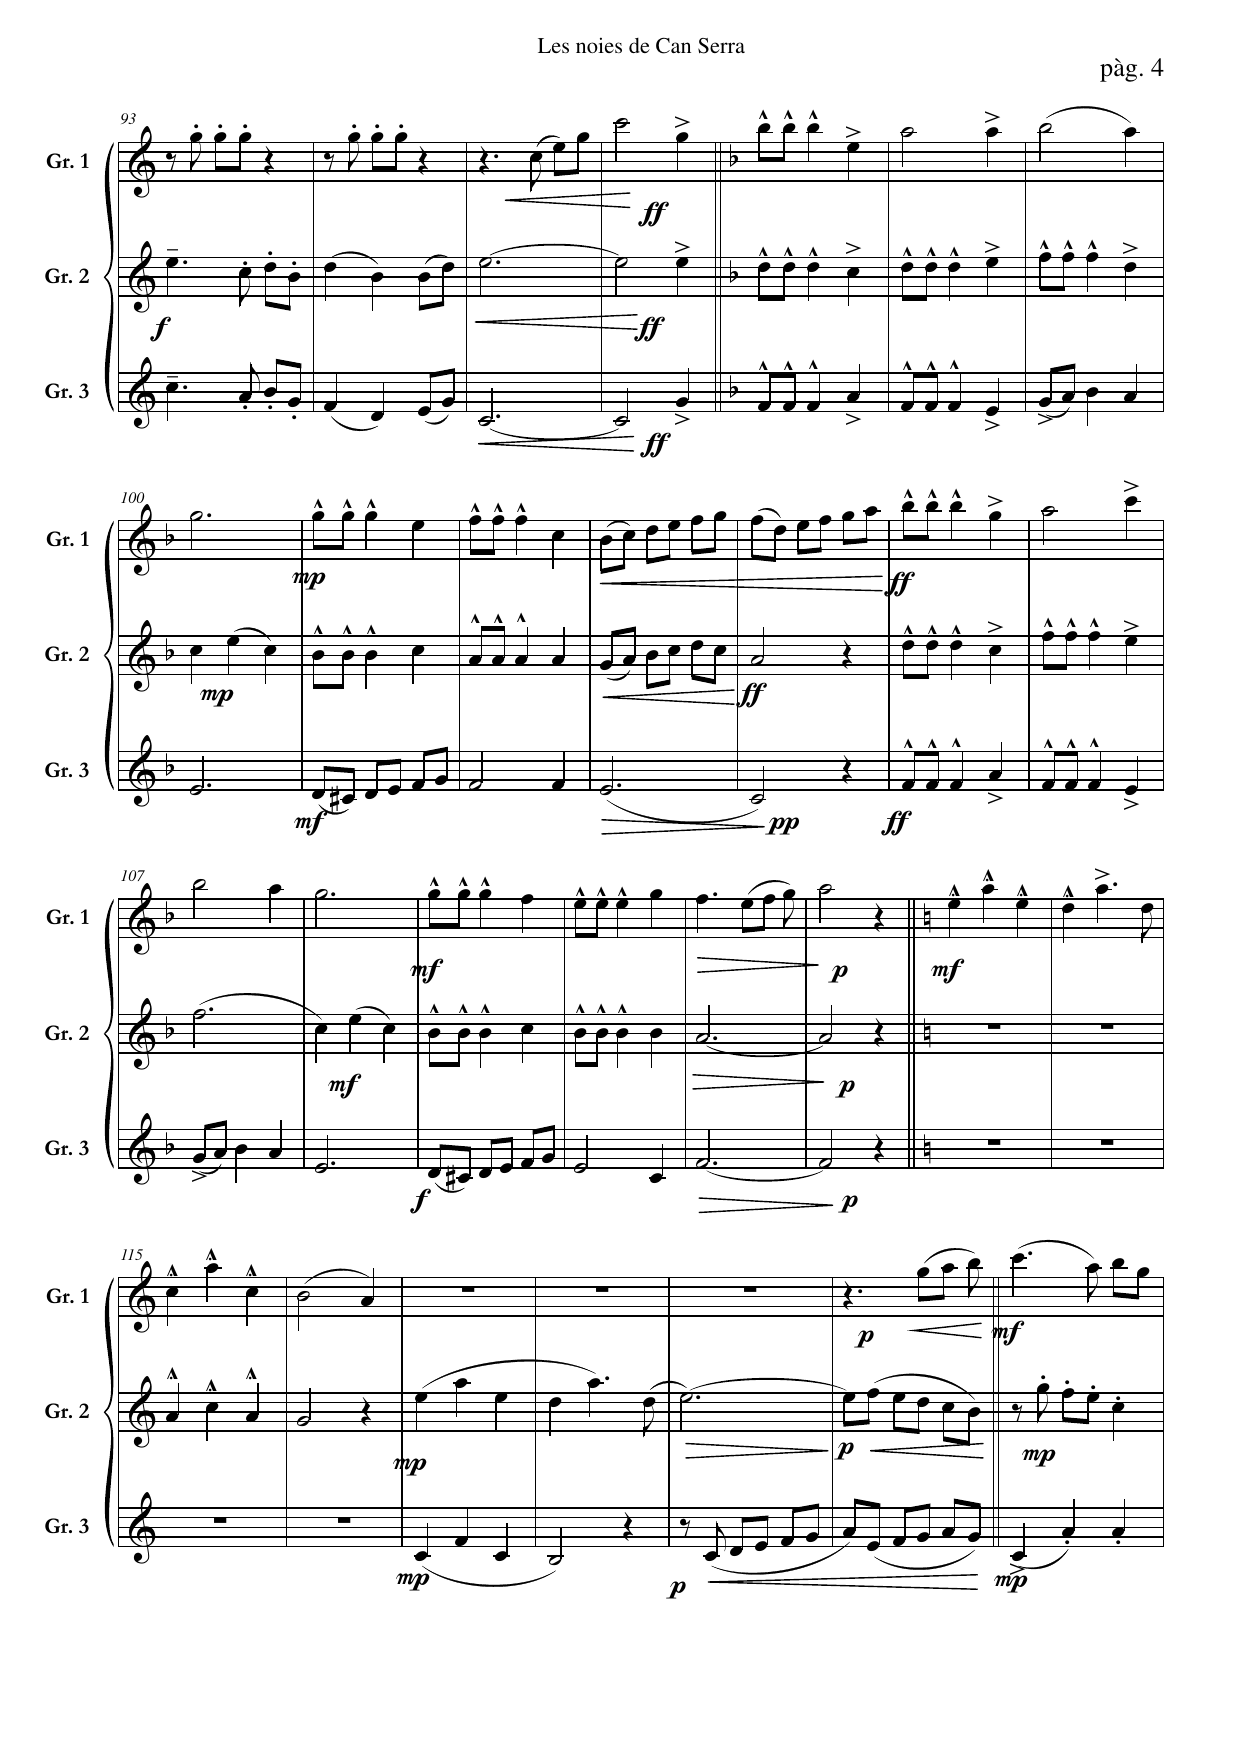 Les noies de Can Serra
pàg. 4
93
Gr. 1
ff
Gr. 2
f ff
Gr. 3
ff
100
Gr. 1
mp ff
Gr. 2
mp ff
Gr. 3
mf pp ff
107
Gr. 1
mf p mf
Gr. 2
mf p
Gr. 3
f p
115
Gr. 1
p mf
Gr. 2
mp p mp
Gr. 3
mp p mp